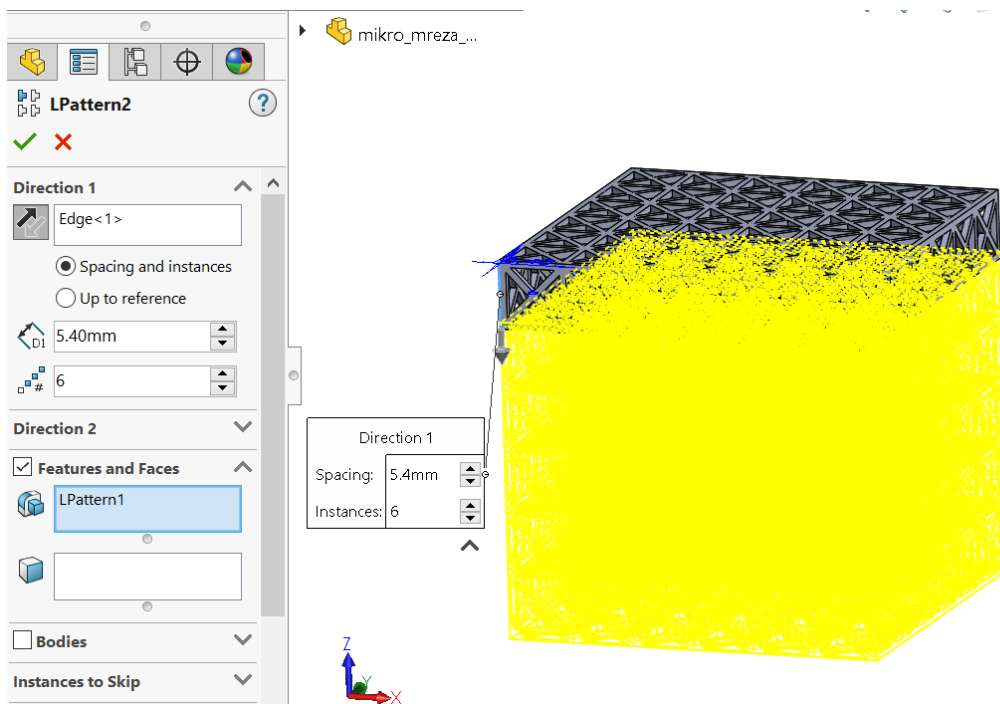 mikro_mreza_...
LPattern2
?
Direction 1
Edge<1>
Spacing and instances
Up to reference
D1
5.40mm
#
6
Direction 2
Features and Faces
LPattern1
Bodies
Instances to Skip
Direction 1
Spacing: 5.4mm
Instances: 6
Z
Y
X